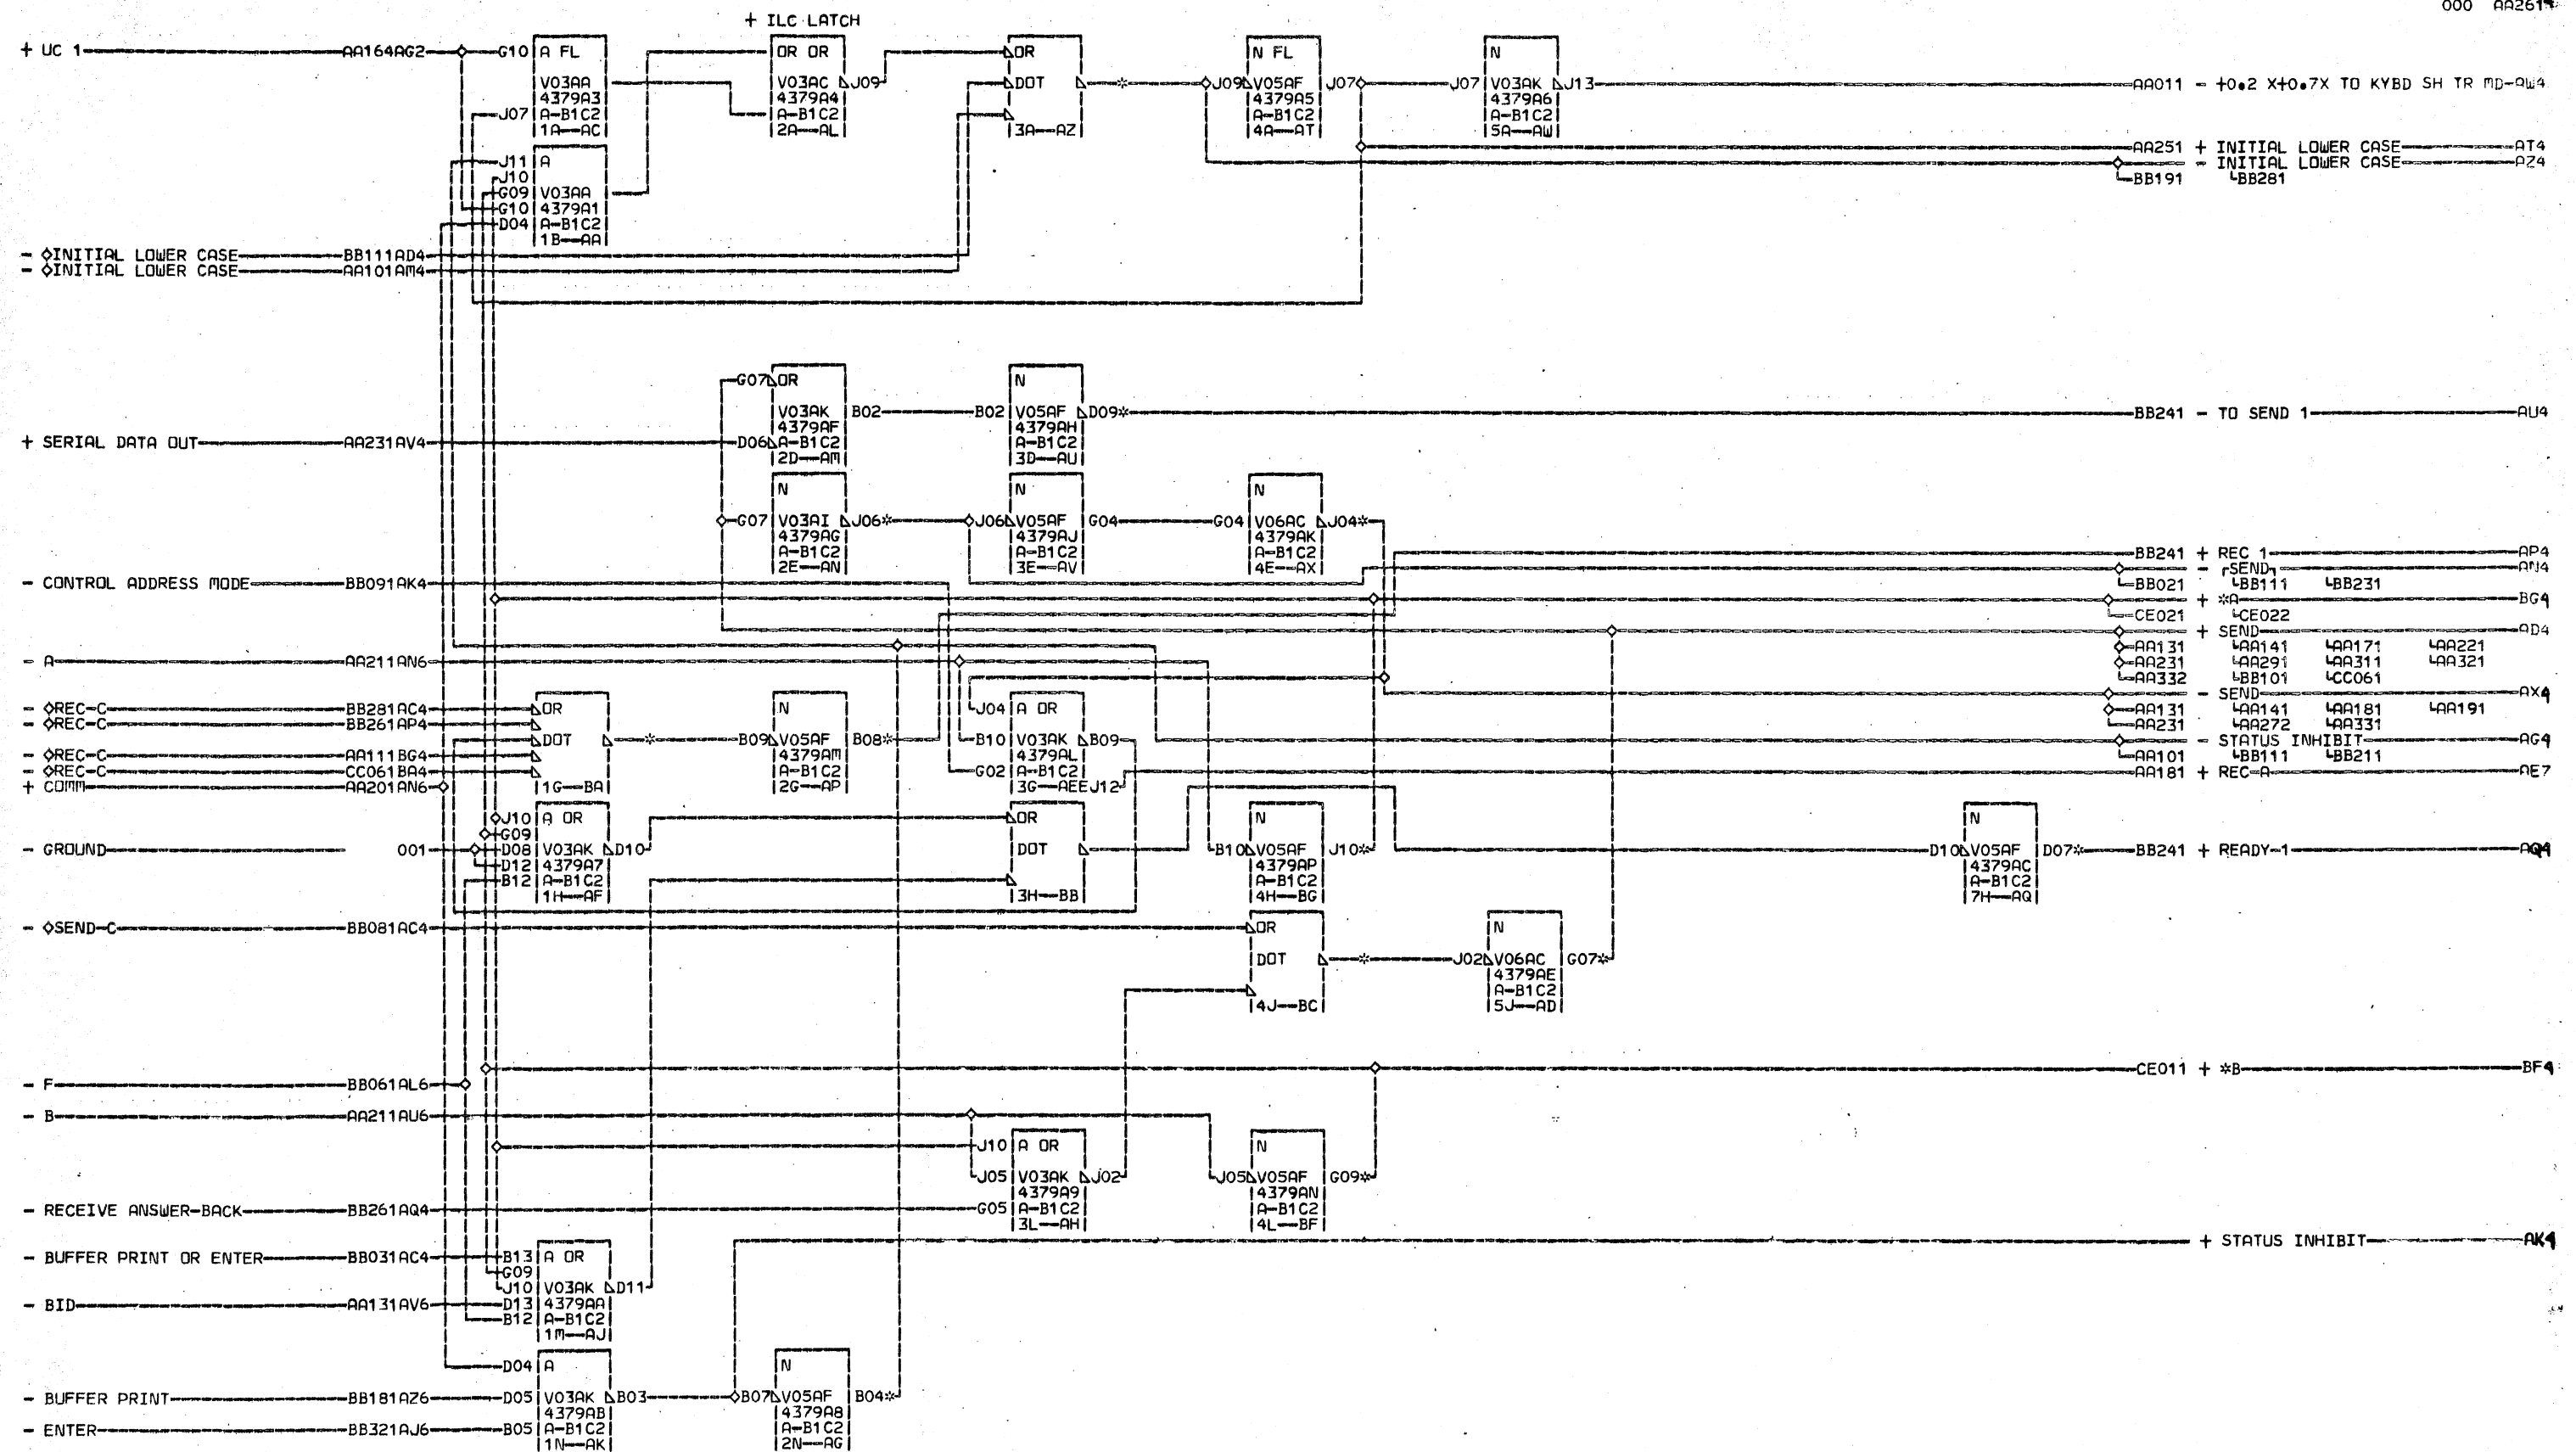 000 AA261
+ ILC LATCH
+ UC 1 AA164AG2 G10 A FL OR OR OR N FL N
V03AA V03AC J09 DOT J09 V05AF J07 J07 V03AK J13 AA011 - +0.2 X+0.7X TO KYBD SH TR MD-AW4
4379A3 4379A4 4379A5 4379A6
J07 A-B1C2 A-B1C2 A-B1C2 A-B1C2
1A-AC 2A-AL 3A-AZ 4A-AT 5A-AW
AA251 + INITIAL LOWER CASE AT4
J11 A - INITIAL LOWER CASE AZ4
J10 BB191 BB281
G09 V03AA
G10 4379A1
D04 A-B1C2
1B-AA
- ◇INITIAL LOWER CASE BB111AD4
- ◇INITIAL LOWER CASE AA101AM4
G07 OR N
V03AK B02 B02 V05AF D09* BB241 - TO SEND 1 AU4
4379AF 4379AH
+ SERIAL DATA OUT AA231AV4 D06 A-B1C2 A-B1C2
2D-AM 3D-AU
N N N
G07 V03AI J06* J06 V05AF G04 G04 V06AC J04*
4379AG 4379AJ 4379AK
A-B1C2 A-B1C2 A-B1C2 BB241 + REC 1 AP4
2E-AN 3E-AV 4E-AX - SEND AN4
- CONTROL ADDRESS MODE BB091AK4 BB021 BB111 BB231
+ *A BG4
CE021 CE022
+ SEND AD4
AA131 AA141 AA171 AA221
- A AA211AN6 AA231 AA291 AA311 AA321
AA332 BB101 CC061
- SEND AX4
- ◇REC-C BB281AC4 OR N J04 A OR AA131 AA141 AA181 AA191
- ◇REC-C BB261AP4 AA231 AA272 AA331
DOT * B09 V05AF B08* B10 V03AK B09 - STATUS INHIBIT AG4
- ◇REC-C AA111BG4 4379AM 4379AL AA101 BB111 BB211
- ◇REC-C CC061BA4 A-B1C2 G02 A-B1C2 AA181 + REC-A AE7
+ COMM AA201AN6 1G-BA 2G-AP 3G-AEEJ12
J10 A OR OR N N
G09
- GROUND 001 D08 V03AK D10 DOT B10 V05AF J10* D10 V05AF D07* BB241 + READY-1 AQ4
D12 4379A7 4379AP 4379AC
B12 A-B1C2 A-B1C2 A-B1C2
1H-AF 3H-BB 4H-BG 7H-AQ
- ◇SEND-C BB081AC4 OR N
DOT * J02 V06AC G07*
4379AE
A-B1C2
4J-BC 5J-AD
CE011 + *B BF4
- F BB061AL6
- B AA211AU6
J10 A OR N
J05 V03AK J02 J05 V05AF G09*
4379A9 4379AN
- RECEIVE ANSWER-BACK BB261AQ4 G05 A-B1C2 A-B1C2
3L-AH 4L-BF
+ STATUS INHIBIT AK4
- BUFFER PRINT OR ENTER BB031AC4 B13 A OR
G09
J10 V03AK D11
- BID AA131AV6 D13 4379AA
B12 A-B1C2
1M-AJ
D04 A N
- BUFFER PRINT BB181AZ6 D05 V03AK B03 B07 V05AF B04*
4379AB 4379A8
- ENTER BB321AJ6 B05 A-B1C2 A-B1C2
1N-AK 2N-AG